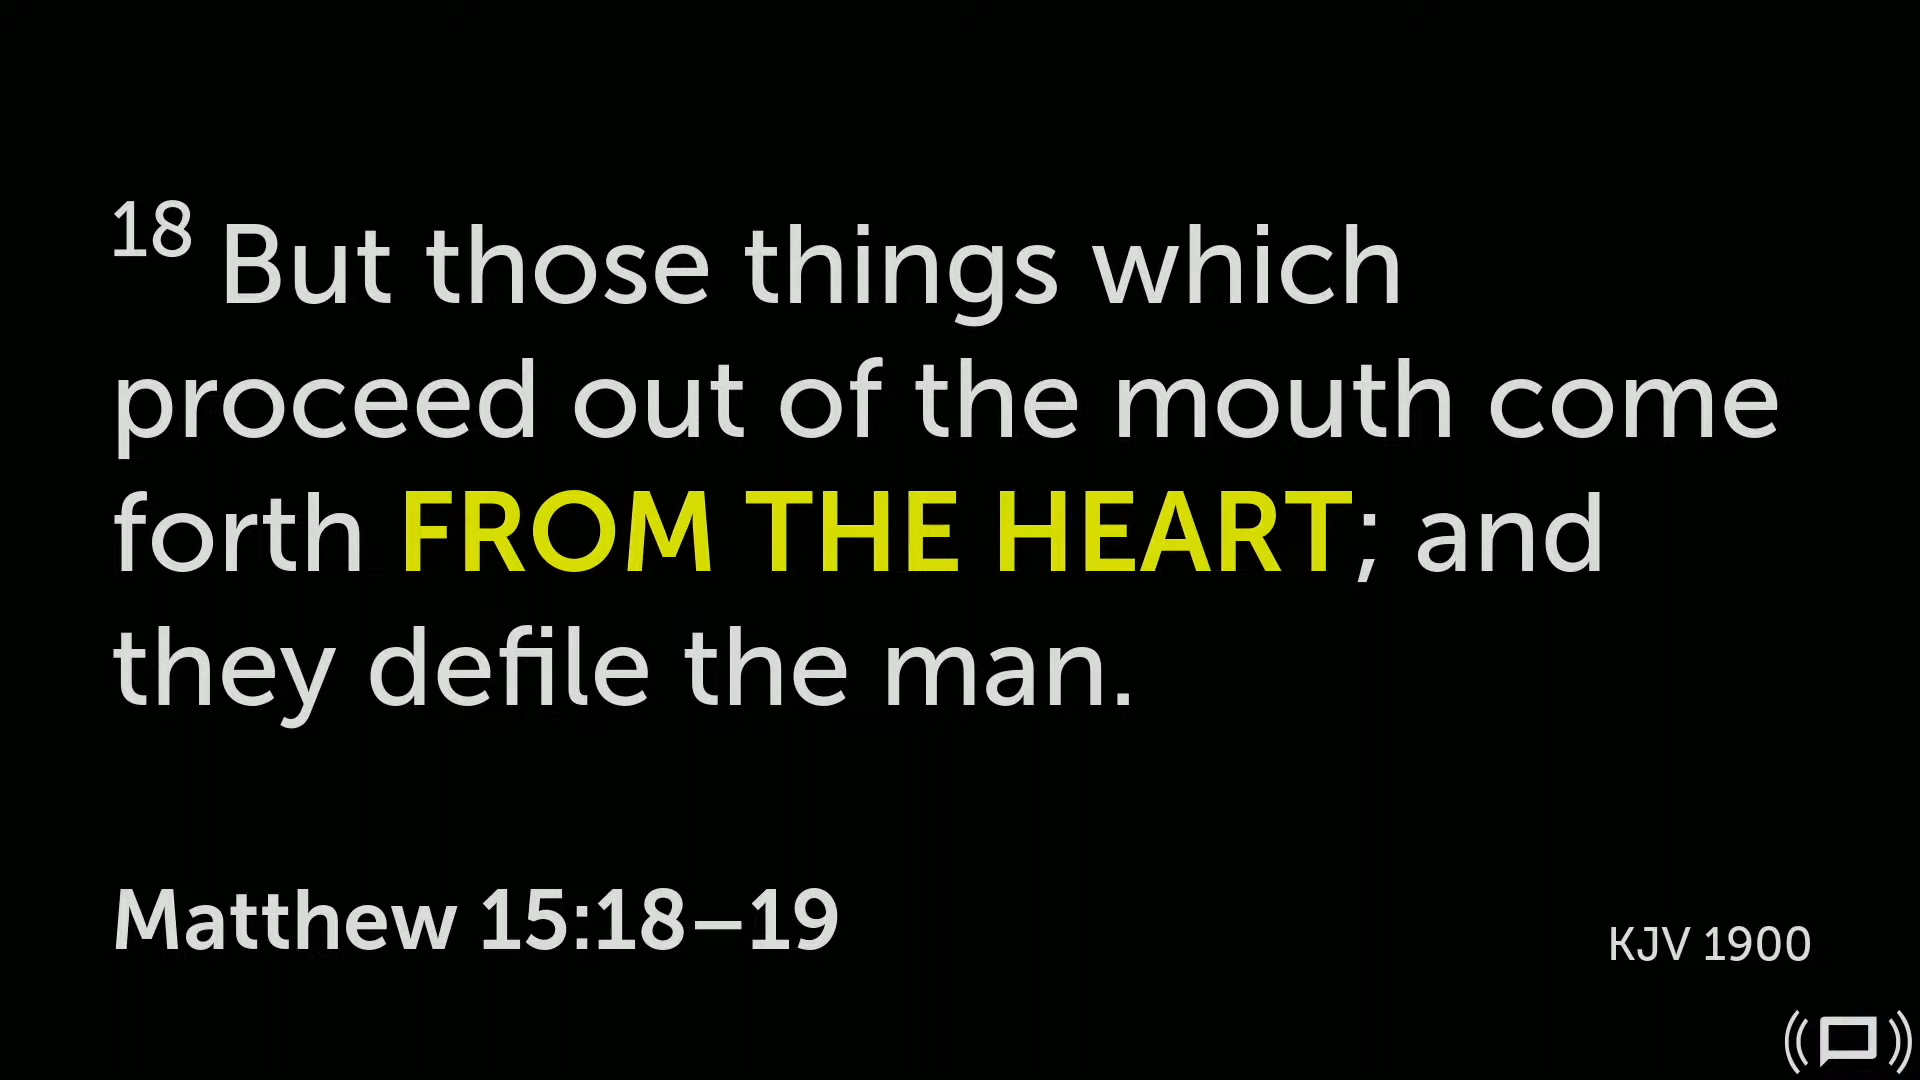 18 But those things which
proceed out of the mouth come
forth FROM THE HEART; and
they defile the man.
Matthew 15:18–19
KJV 1900